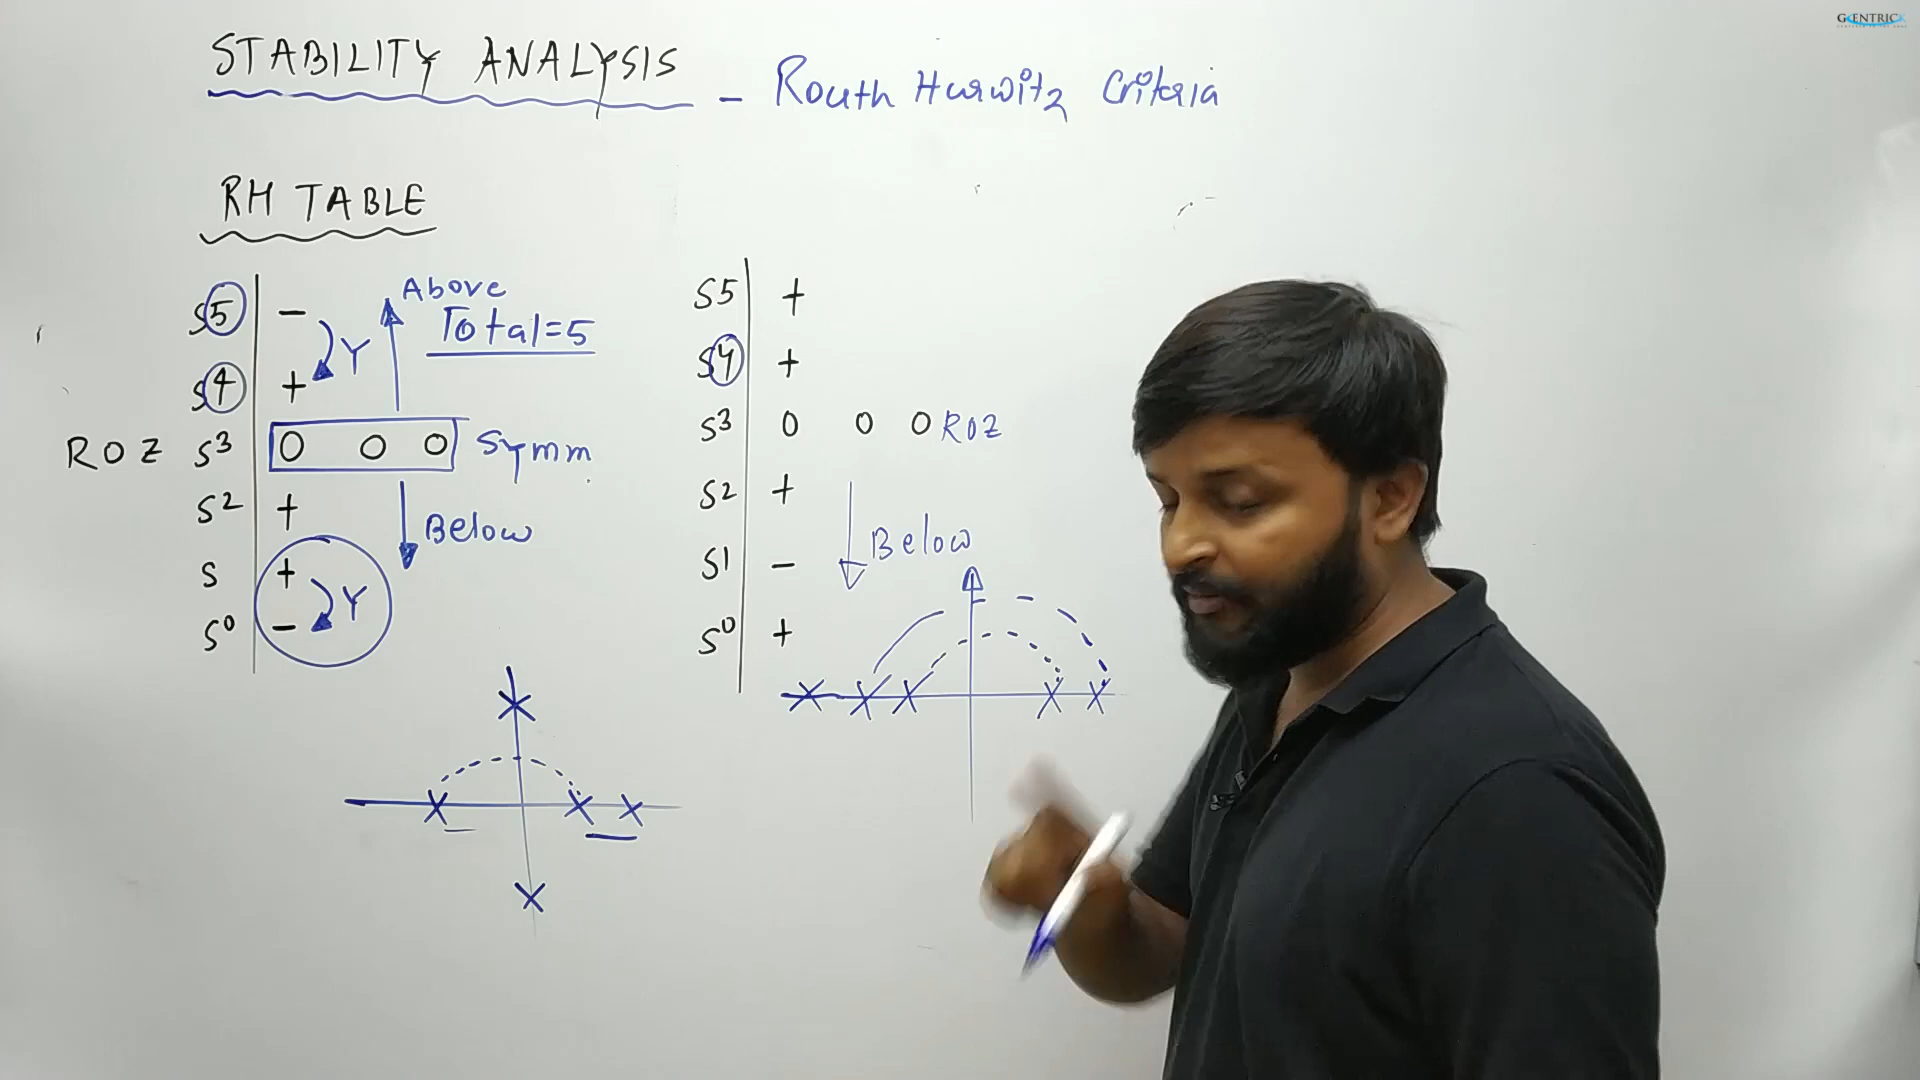 GENTRICK
STABILITY ANALYSIS - Routh Hurwitz Criteria
RH TABLE
S5 -
Y
Above
Total=5
S4 +
ROZ S3 0 0 0 Symm
S2 +
Below
S +
Y
S0 -
S5 +
S4 +
S3 0 0 0 ROZ
S2 +
Below
S1 -
S0 +